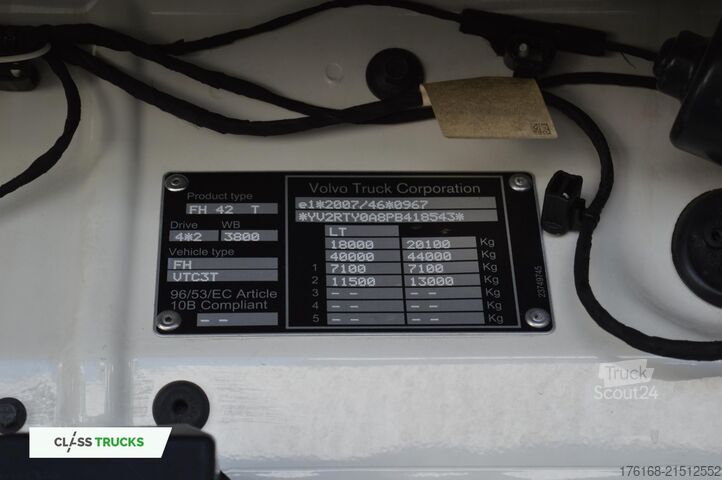 Volvo Truck Corporation
Product type
FH 42 T
Drive WB
4*2 3800
Vehicle type
FH
VTC3T
96/53/EC Article
10B Compliant
-- --
e1*2007/46*0967
*YV2RTY0A8PB418543*
LT
18000 20100 Kg
40000 44000 Kg
1 7100 7100 Kg
2 11500 13000 Kg
3 -- -- -- -- Kg
4 -- -- -- -- Kg
5 -- -- -- -- Kg
23749745
Truck
Scout24
CLASS TRUCKS
176168-21512552